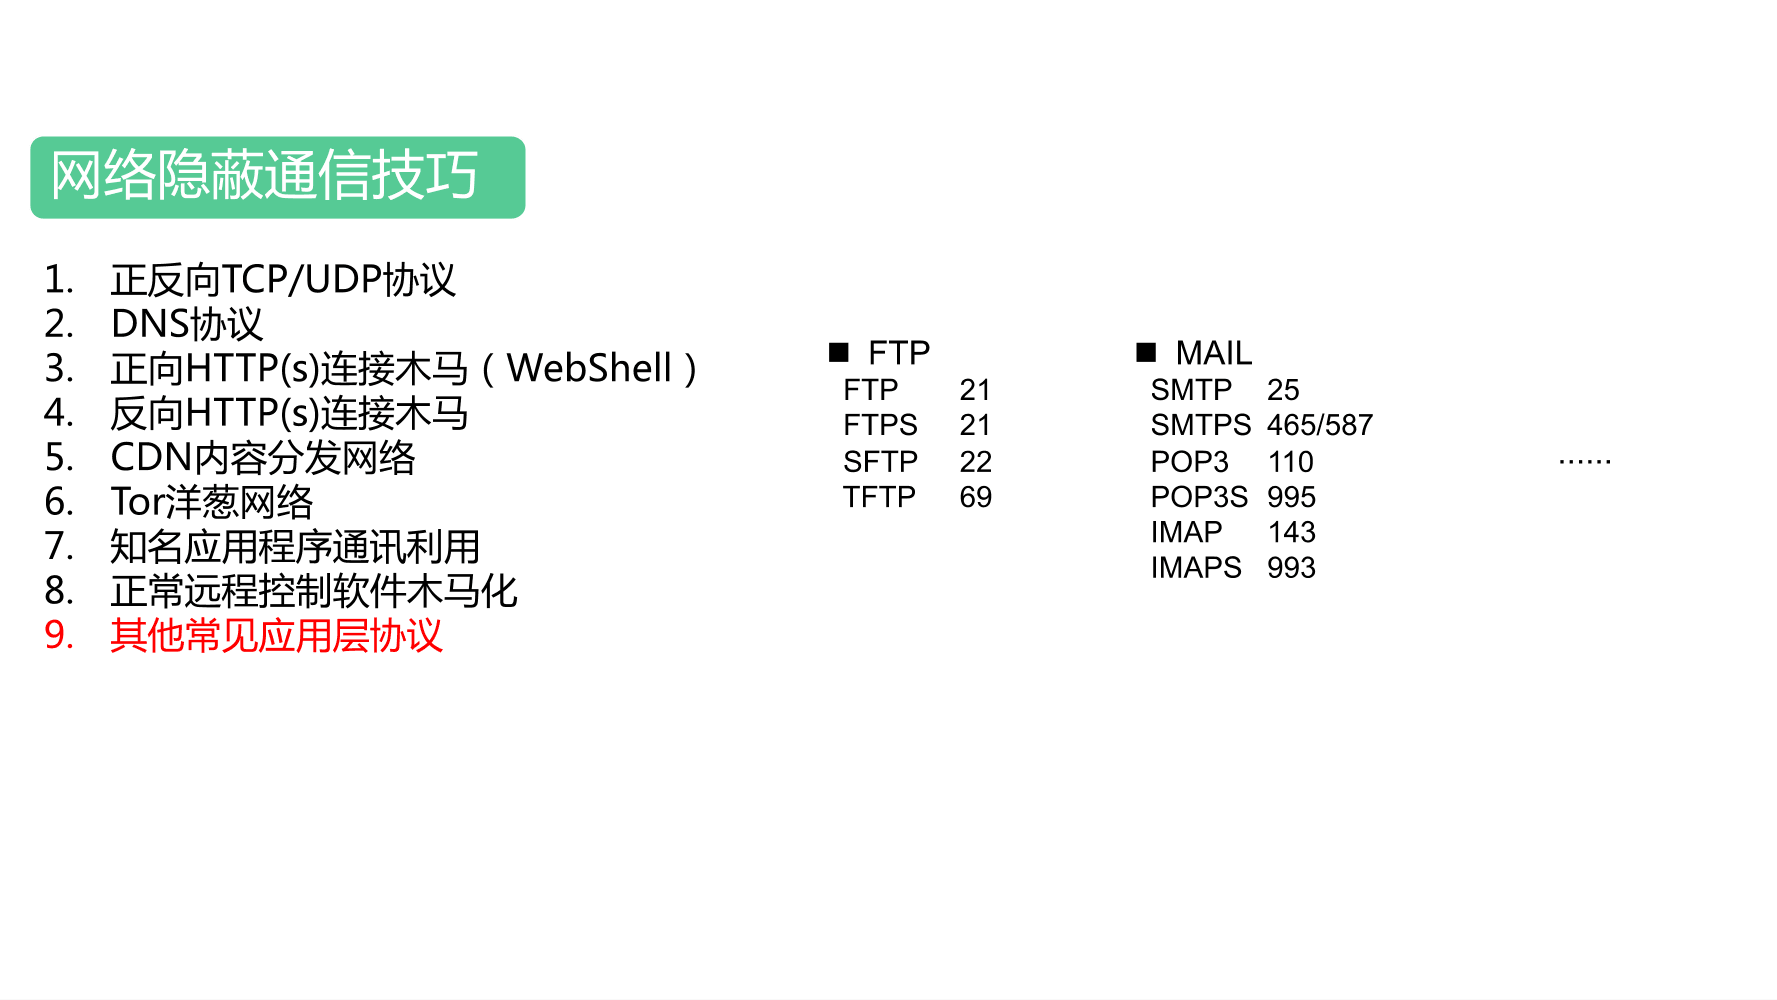 网络隐蔽通信技巧
1. 正反向TCP/UDP协议
2. DNS协议
3. 正向HTTP(s)连接木马（WebShell）
4. 反向HTTP(s)连接木马
5. CDN内容分发网络
6. Tor洋葱网络
7. 知名应用程序通讯利用
8. 正常远程控制软件木马化
9. 其他常见应用层协议
■ FTP
FTP 21
FTPS 21
SFTP 22
TFTP 69
■ MAIL
SMTP 25
SMTPS 465/587
POP3 110
POP3S 995
IMAP 143
IMAPS 993
······